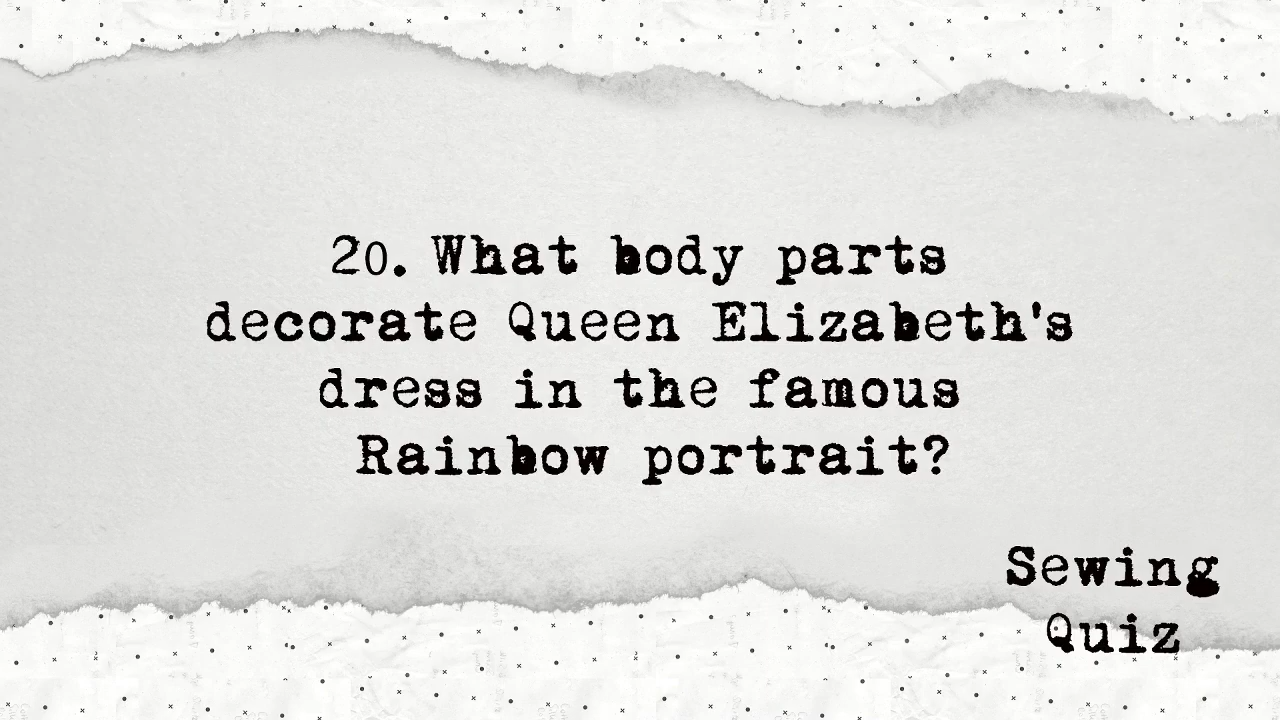 20. What body parts
decorate Queen Elizabeth's
dress in the famous
Rainbow portrait?
Sewing
Quiz